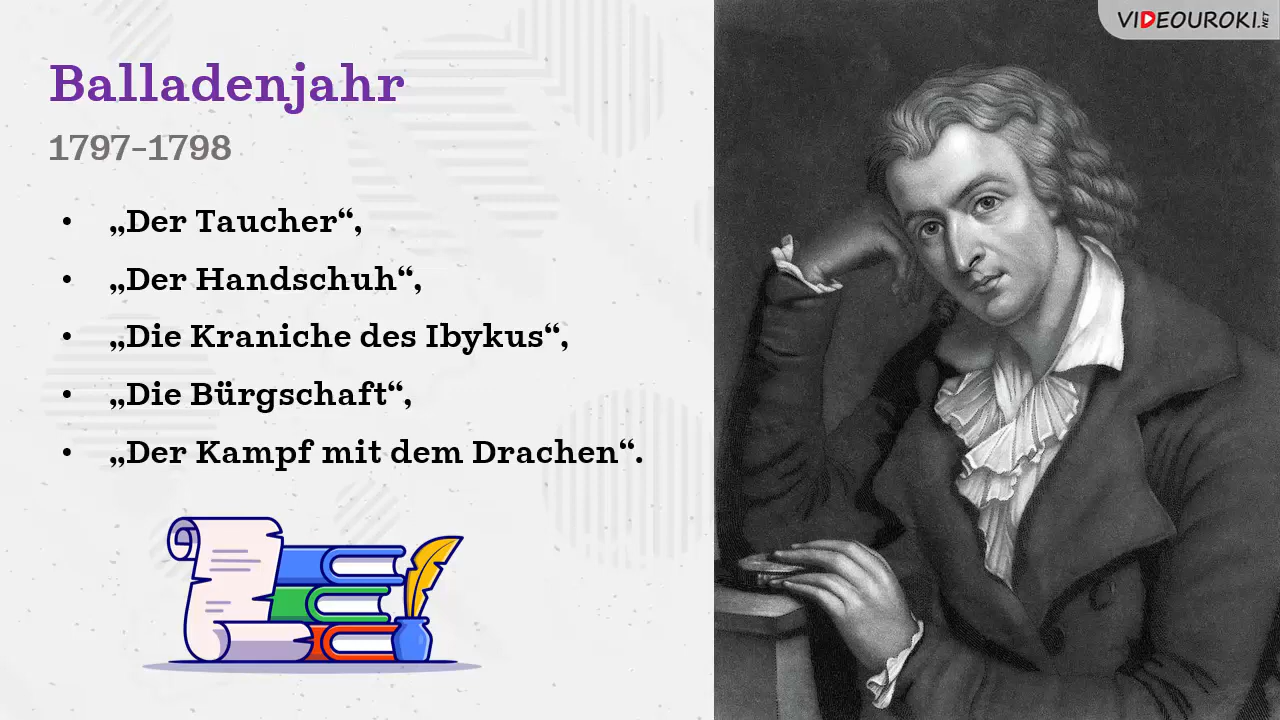 VIDEOUROKI.NET
Balladenjahr
1797–1798
• „Der Taucher“,
• „Der Handschuh“,
• „Die Kraniche des Ibykus“,
• „Die Bürgschaft“,
• „Der Kampf mit dem Drachen“.